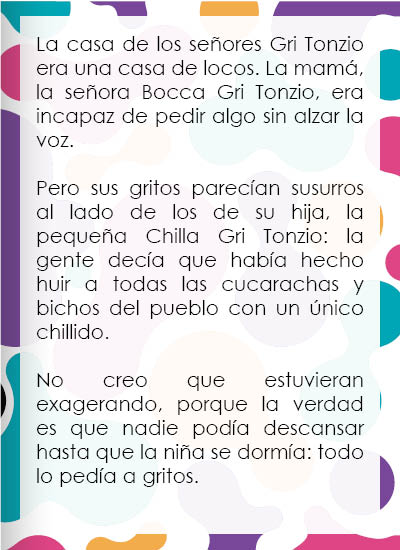 La casa de los señores Gri Tonzio
era una casa de locos. La mamá,
la señora Bocca Gri Tonzio, era
incapaz de pedir algo sin alzar la
voz.
Pero sus gritos parecían susurros
al lado de los de su hija, la
pequeña Chilla Gri Tonzio: la
gente decía que había hecho
huir a todas las cucarachas y
bichos del pueblo con un único
chillido.
No creo que estuvieran
exagerando, porque la verdad
es que nadie podía descansar
hasta que la niña se dormía: todo
lo pedía a gritos.